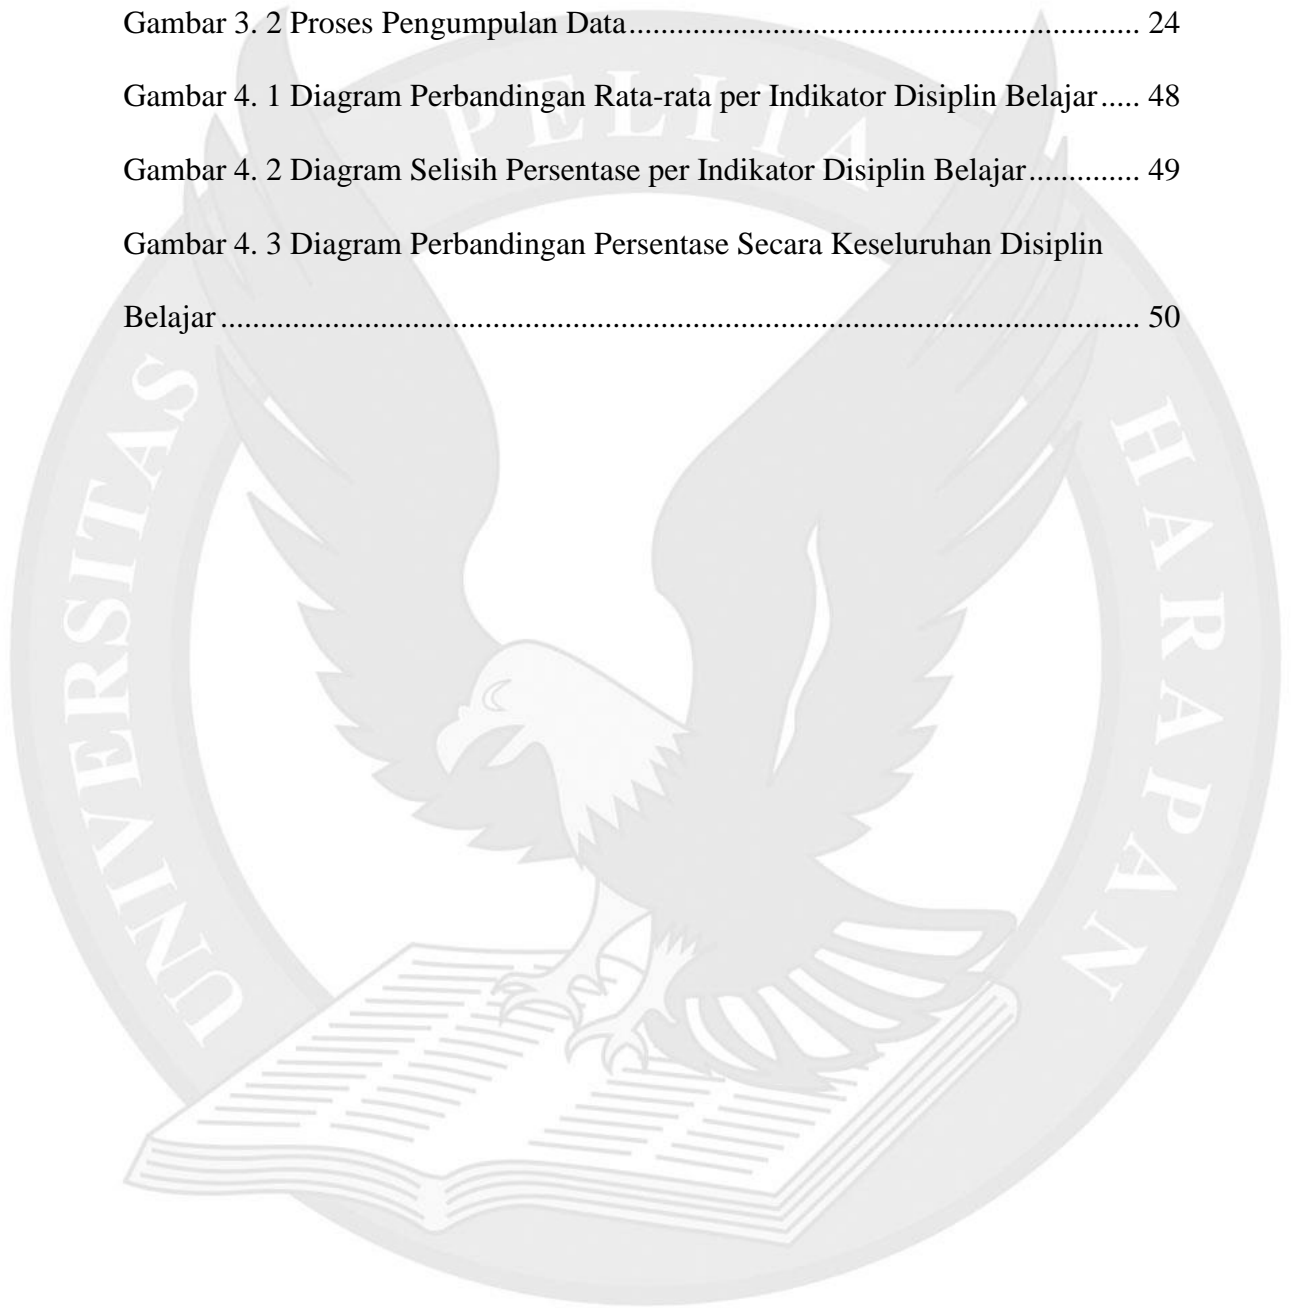 Gambar 3. 2 Proses Pengumpulan Data................................................................ 24
Gambar 4. 1 Diagram Perbandingan Rata-rata per Indikator Disiplin Belajar..... 48
Gambar 4. 2 Diagram Selisih Persentase per Indikator Disiplin Belajar.............. 49
Gambar 4. 3 Diagram Perbandingan Persentase Secara Keseluruhan Disiplin
Belajar................................................................................................................... 50
UNIVERSITAS PELITA HARAPAN